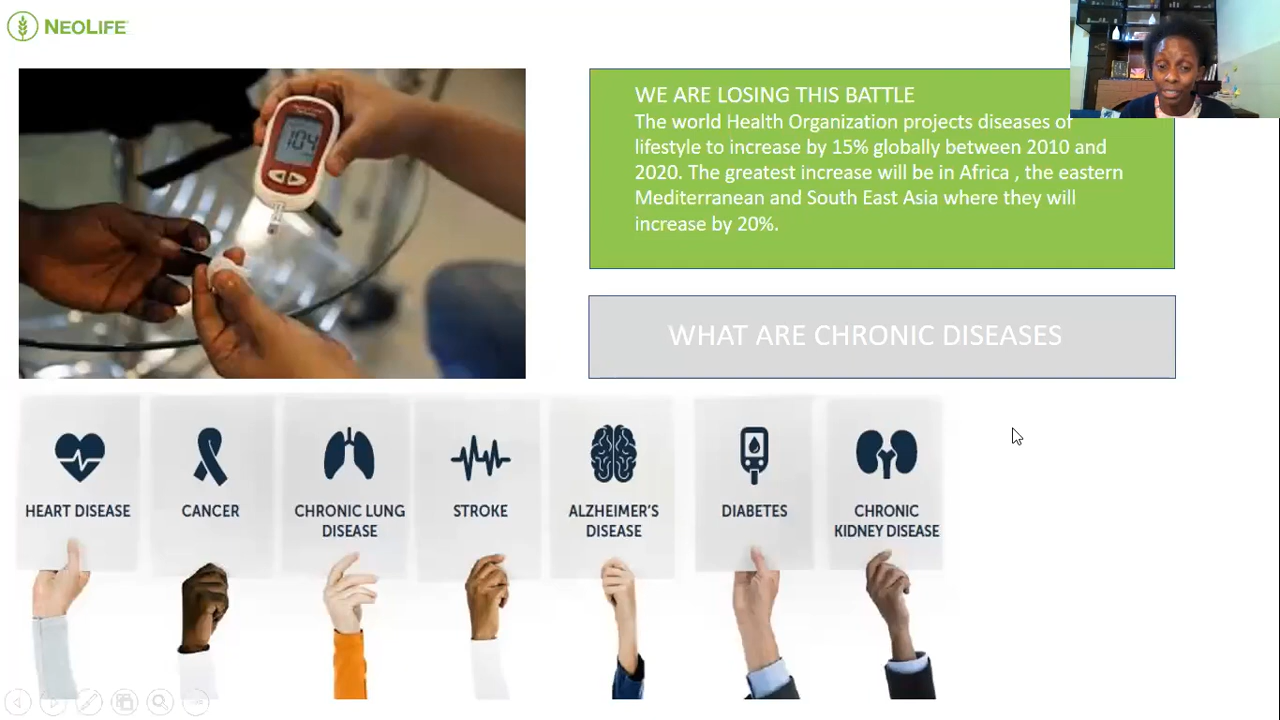 NEOLIFE
WE ARE LOSING THIS BATTLE
The world Health Organization projects diseases of
lifestyle to increase by 15% globally between 2010 and
2020. The greatest increase will be in Africa , the eastern
Mediterranean and South East Asia where they will
increase by 20%.
104
WHAT ARE CHRONIC DISEASES
HEART DISEASE
CANCER
CHRONIC LUNG
DISEASE
STROKE
ALZHEIMER'S
DISEASE
DIABETES
CHRONIC
KIDNEY DISEASE